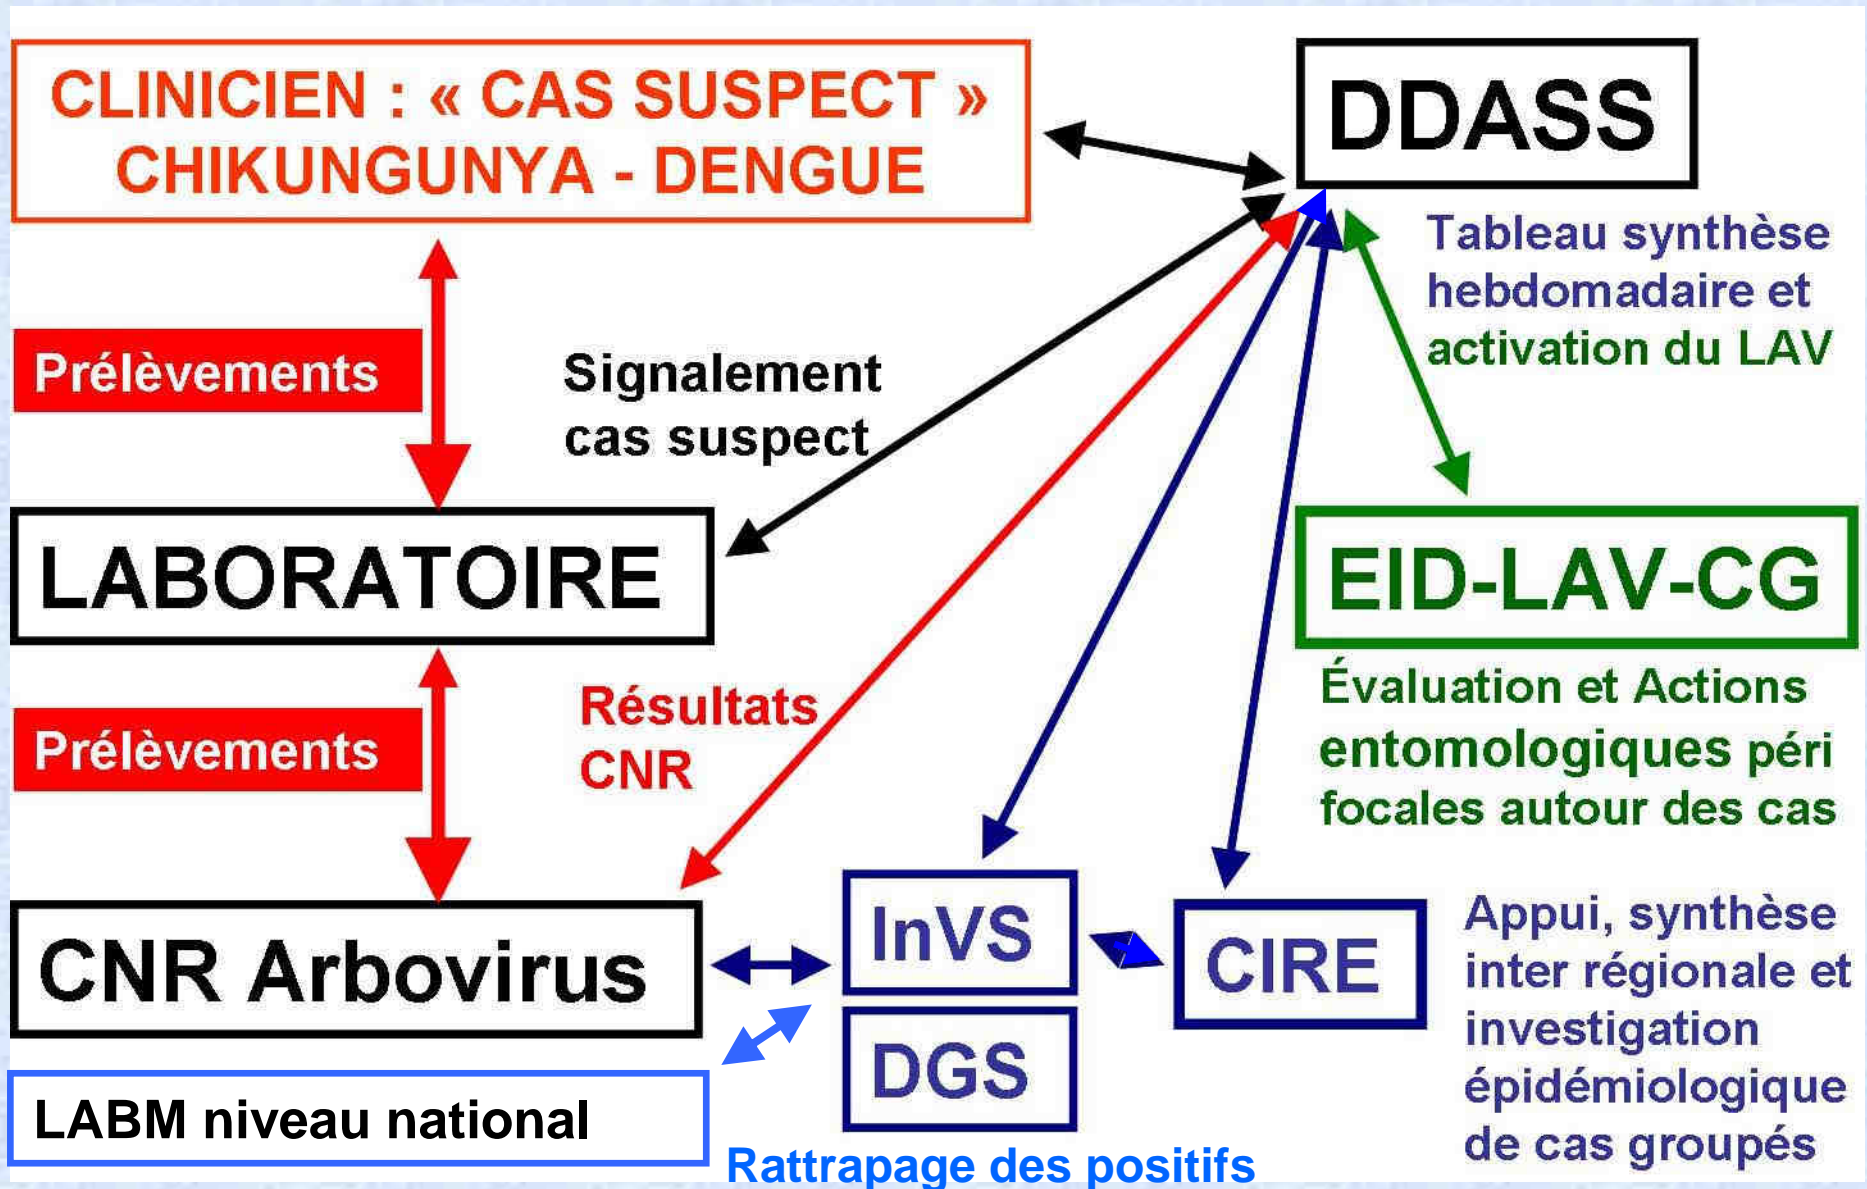 CLINICIEN : « CAS SUSPECT »
CHIKUNGUNYA - DENGUE
DDASS
Tableau synthèse
hebdomadaire et
activation du LAV
Prélèvements
Signalement
cas suspect
LABORATOIRE
EID-LAV-CG
Évaluation et Actions
entomologiques péri
focales autour des cas
Prélèvements
Résultats
CNR
CNR Arbovirus
InVS
CIRE
DGS
Appui, synthèse
inter régionale et
investigation
épidémiologique
de cas groupés
LABM niveau national
Rattrapage des positifs